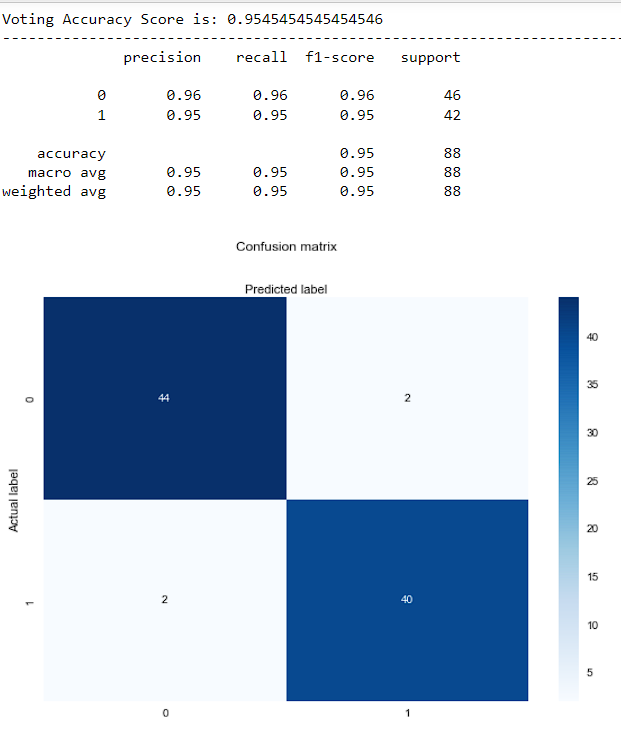 Voting Accuracy Score is: 0.9545454545454546
--------------------------------------------------------------------------------
precision recall f1-score support
0 0.96 0.96 0.96 46
1 0.95 0.95 0.95 42
accuracy 0.95 88
macro avg 0.95 0.95 0.95 88
weighted avg 0.95 0.95 0.95 88
Confusion matrix
Predicted label
40
0 44 2
35
30
25
Actual label
20
15
1 2 40
10
5
0 1